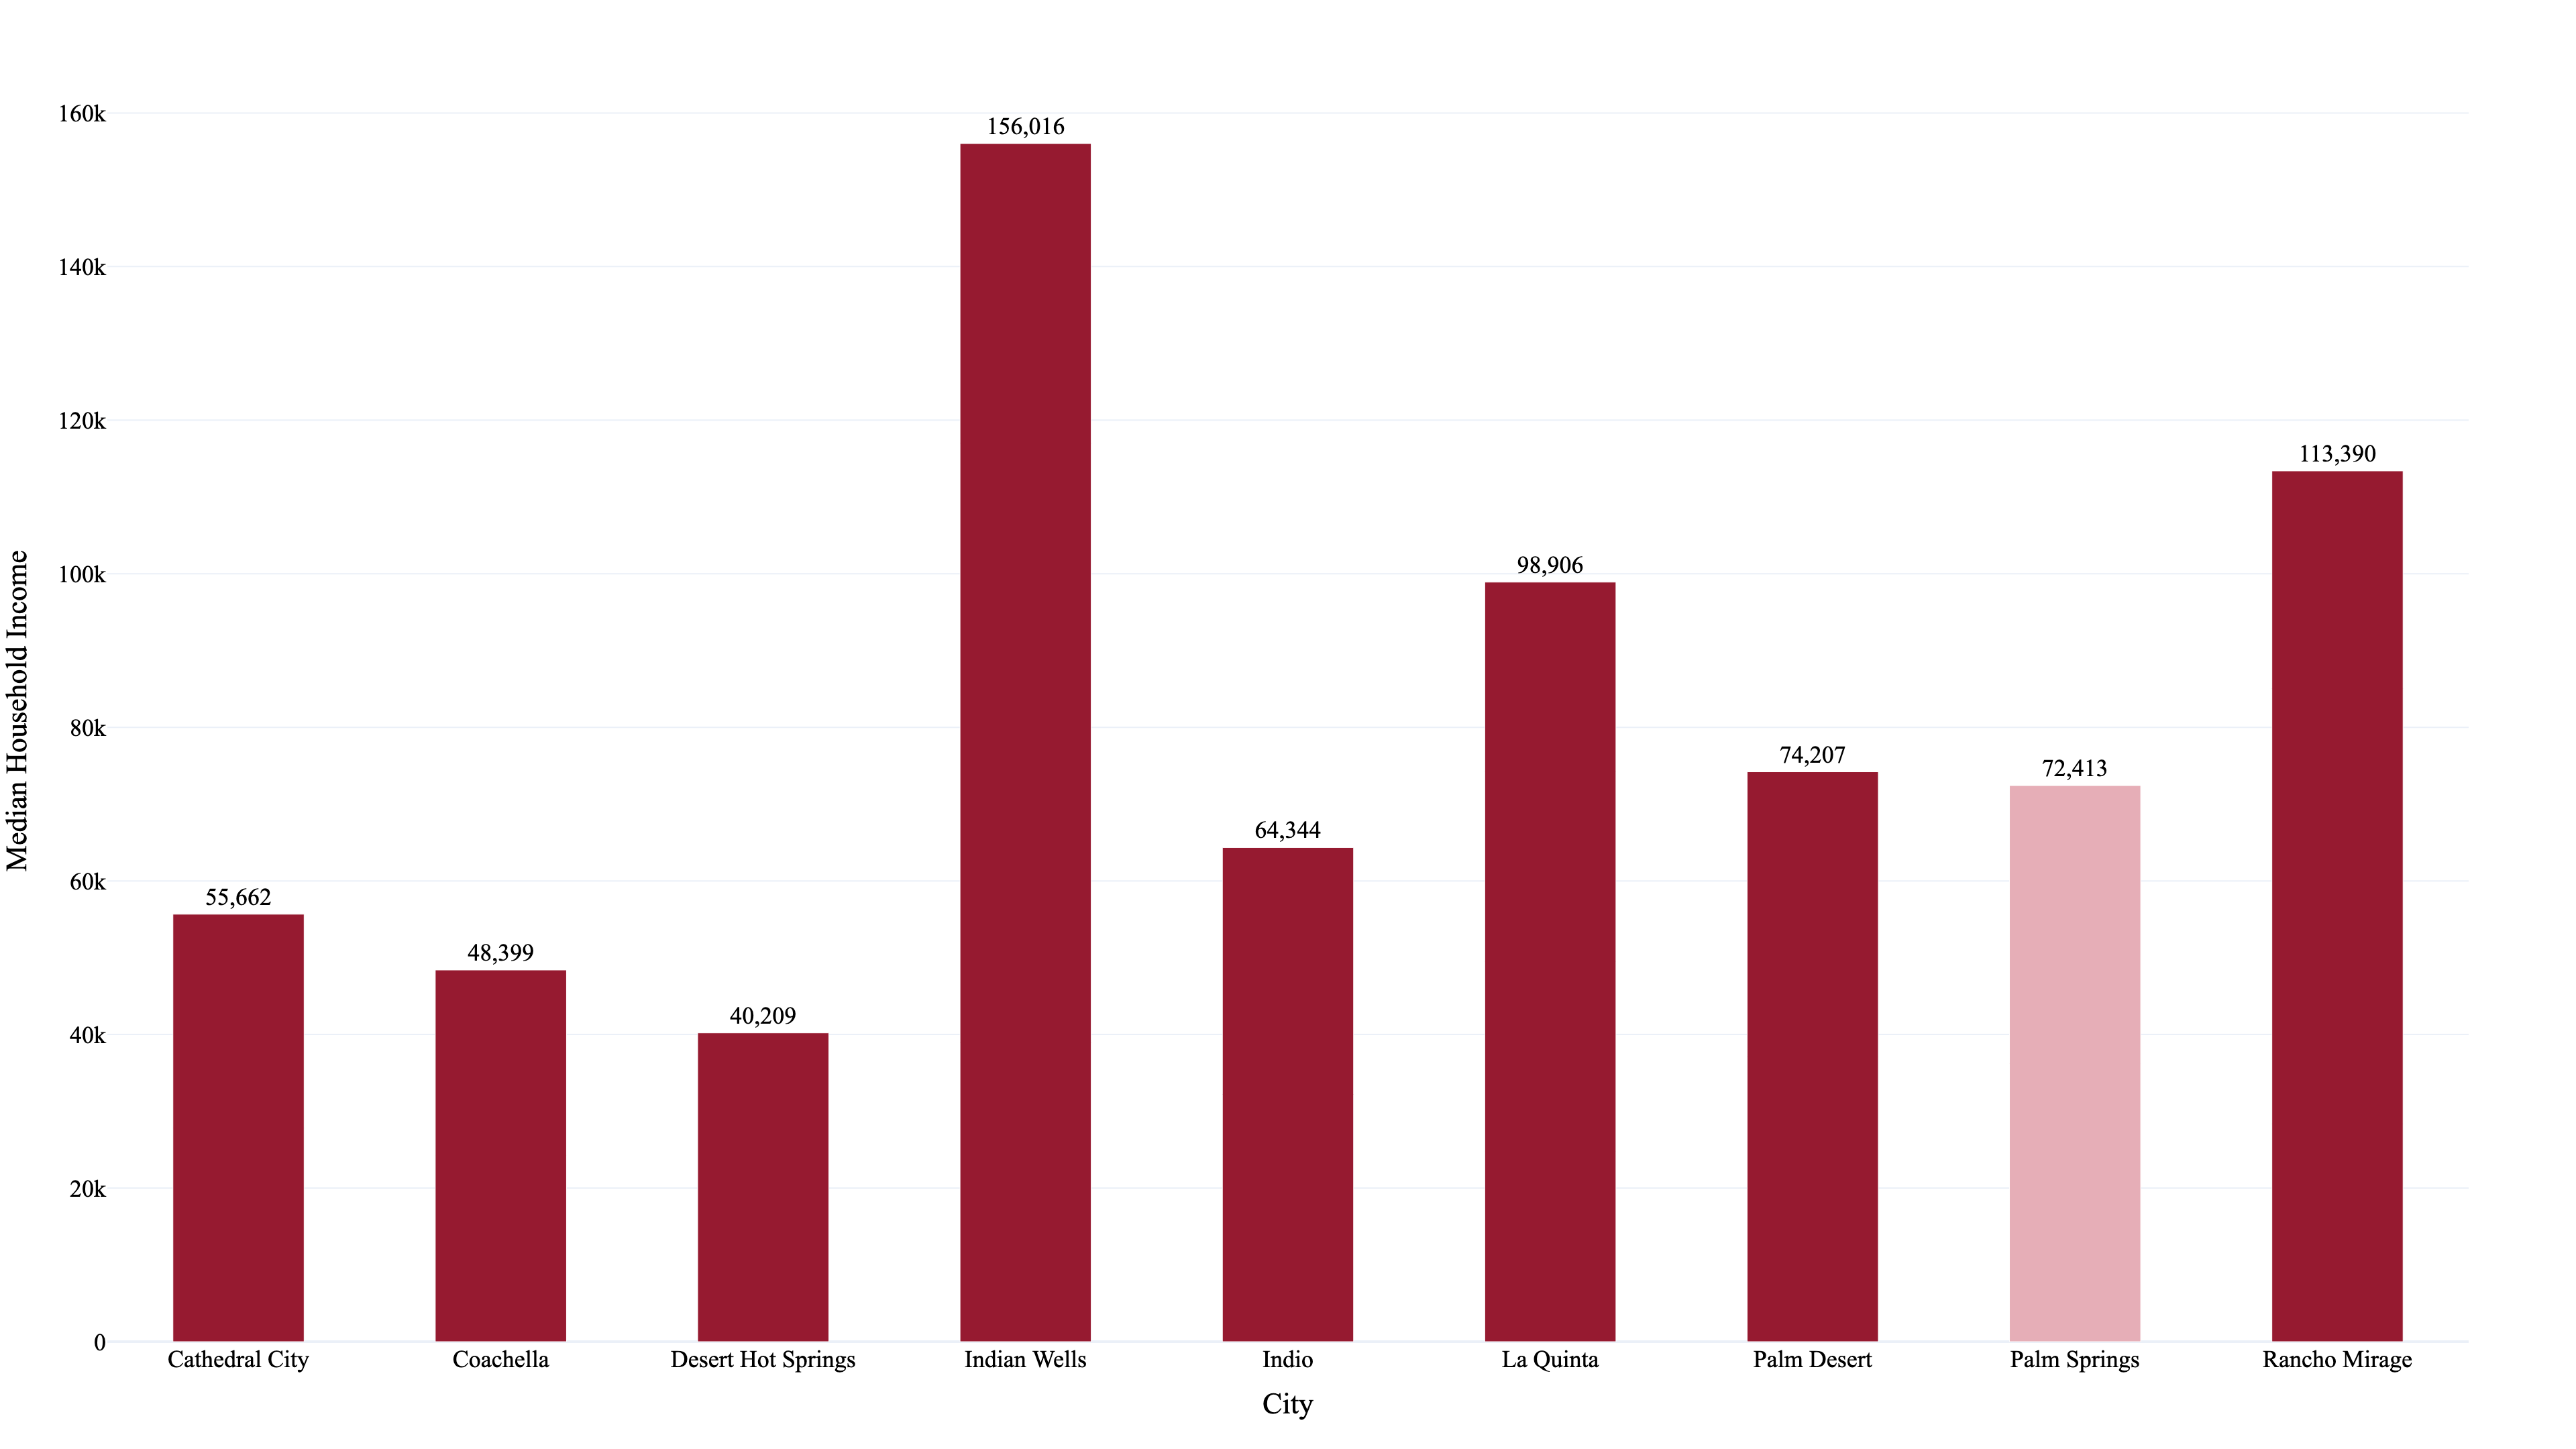 160k
140k
120k
100k
80k
60k
40k
20k
0
Median Household Income
55,662
48,399
40,209
156,016
64,344
98,906
74,207
72,413
113,390
Cathedral City
Coachella
Desert Hot Springs
Indian Wells
Indio
La Quinta
Palm Desert
Palm Springs
Rancho Mirage
City